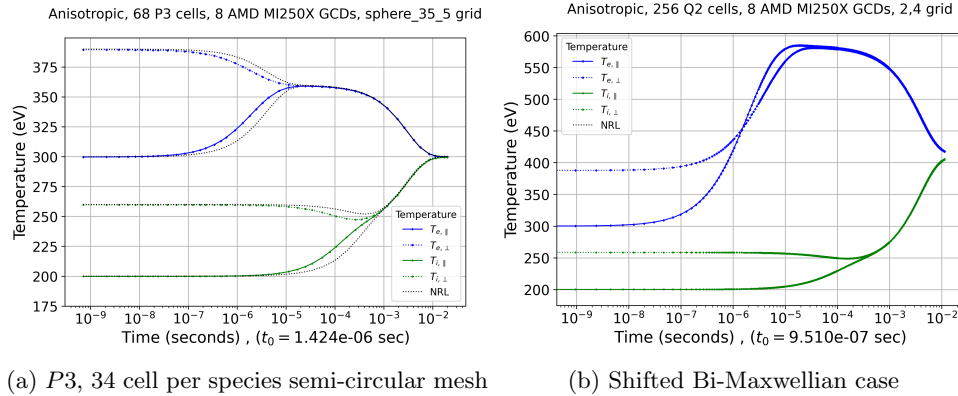 Anisotropic, 68 P3 cells, 8 AMD MI250X GCDs, sphere_35_5 grid
Temperature (eV)
375
350
325
300
275
250
225
200
175
Temperature
T_{e, ∥}
T_{e, ⊥}
T_{i, ∥}
T_{i, ⊥}
NRL
10^{-9} 10^{-8} 10^{-7} 10^{-6} 10^{-5} 10^{-4} 10^{-3} 10^{-2}
Time (seconds) , (t_0 = 1.424e-06 sec)
(a) P3, 34 cell per species semi-circular mesh
Anisotropic, 256 Q2 cells, 8 AMD MI250X GCDs, 2,4 grid
Temperature (eV)
600
550
500
450
400
350
300
250
200
Temperature
T_{e, ∥}
T_{e, ⊥}
T_{i, ∥}
T_{i, ⊥}
NRL
10^{-9} 10^{-8} 10^{-7} 10^{-6} 10^{-5} 10^{-4} 10^{-3} 10^{-2}
Time (seconds) , (t_0 = 9.510e-07 sec)
(b) Shifted Bi-Maxwellian case